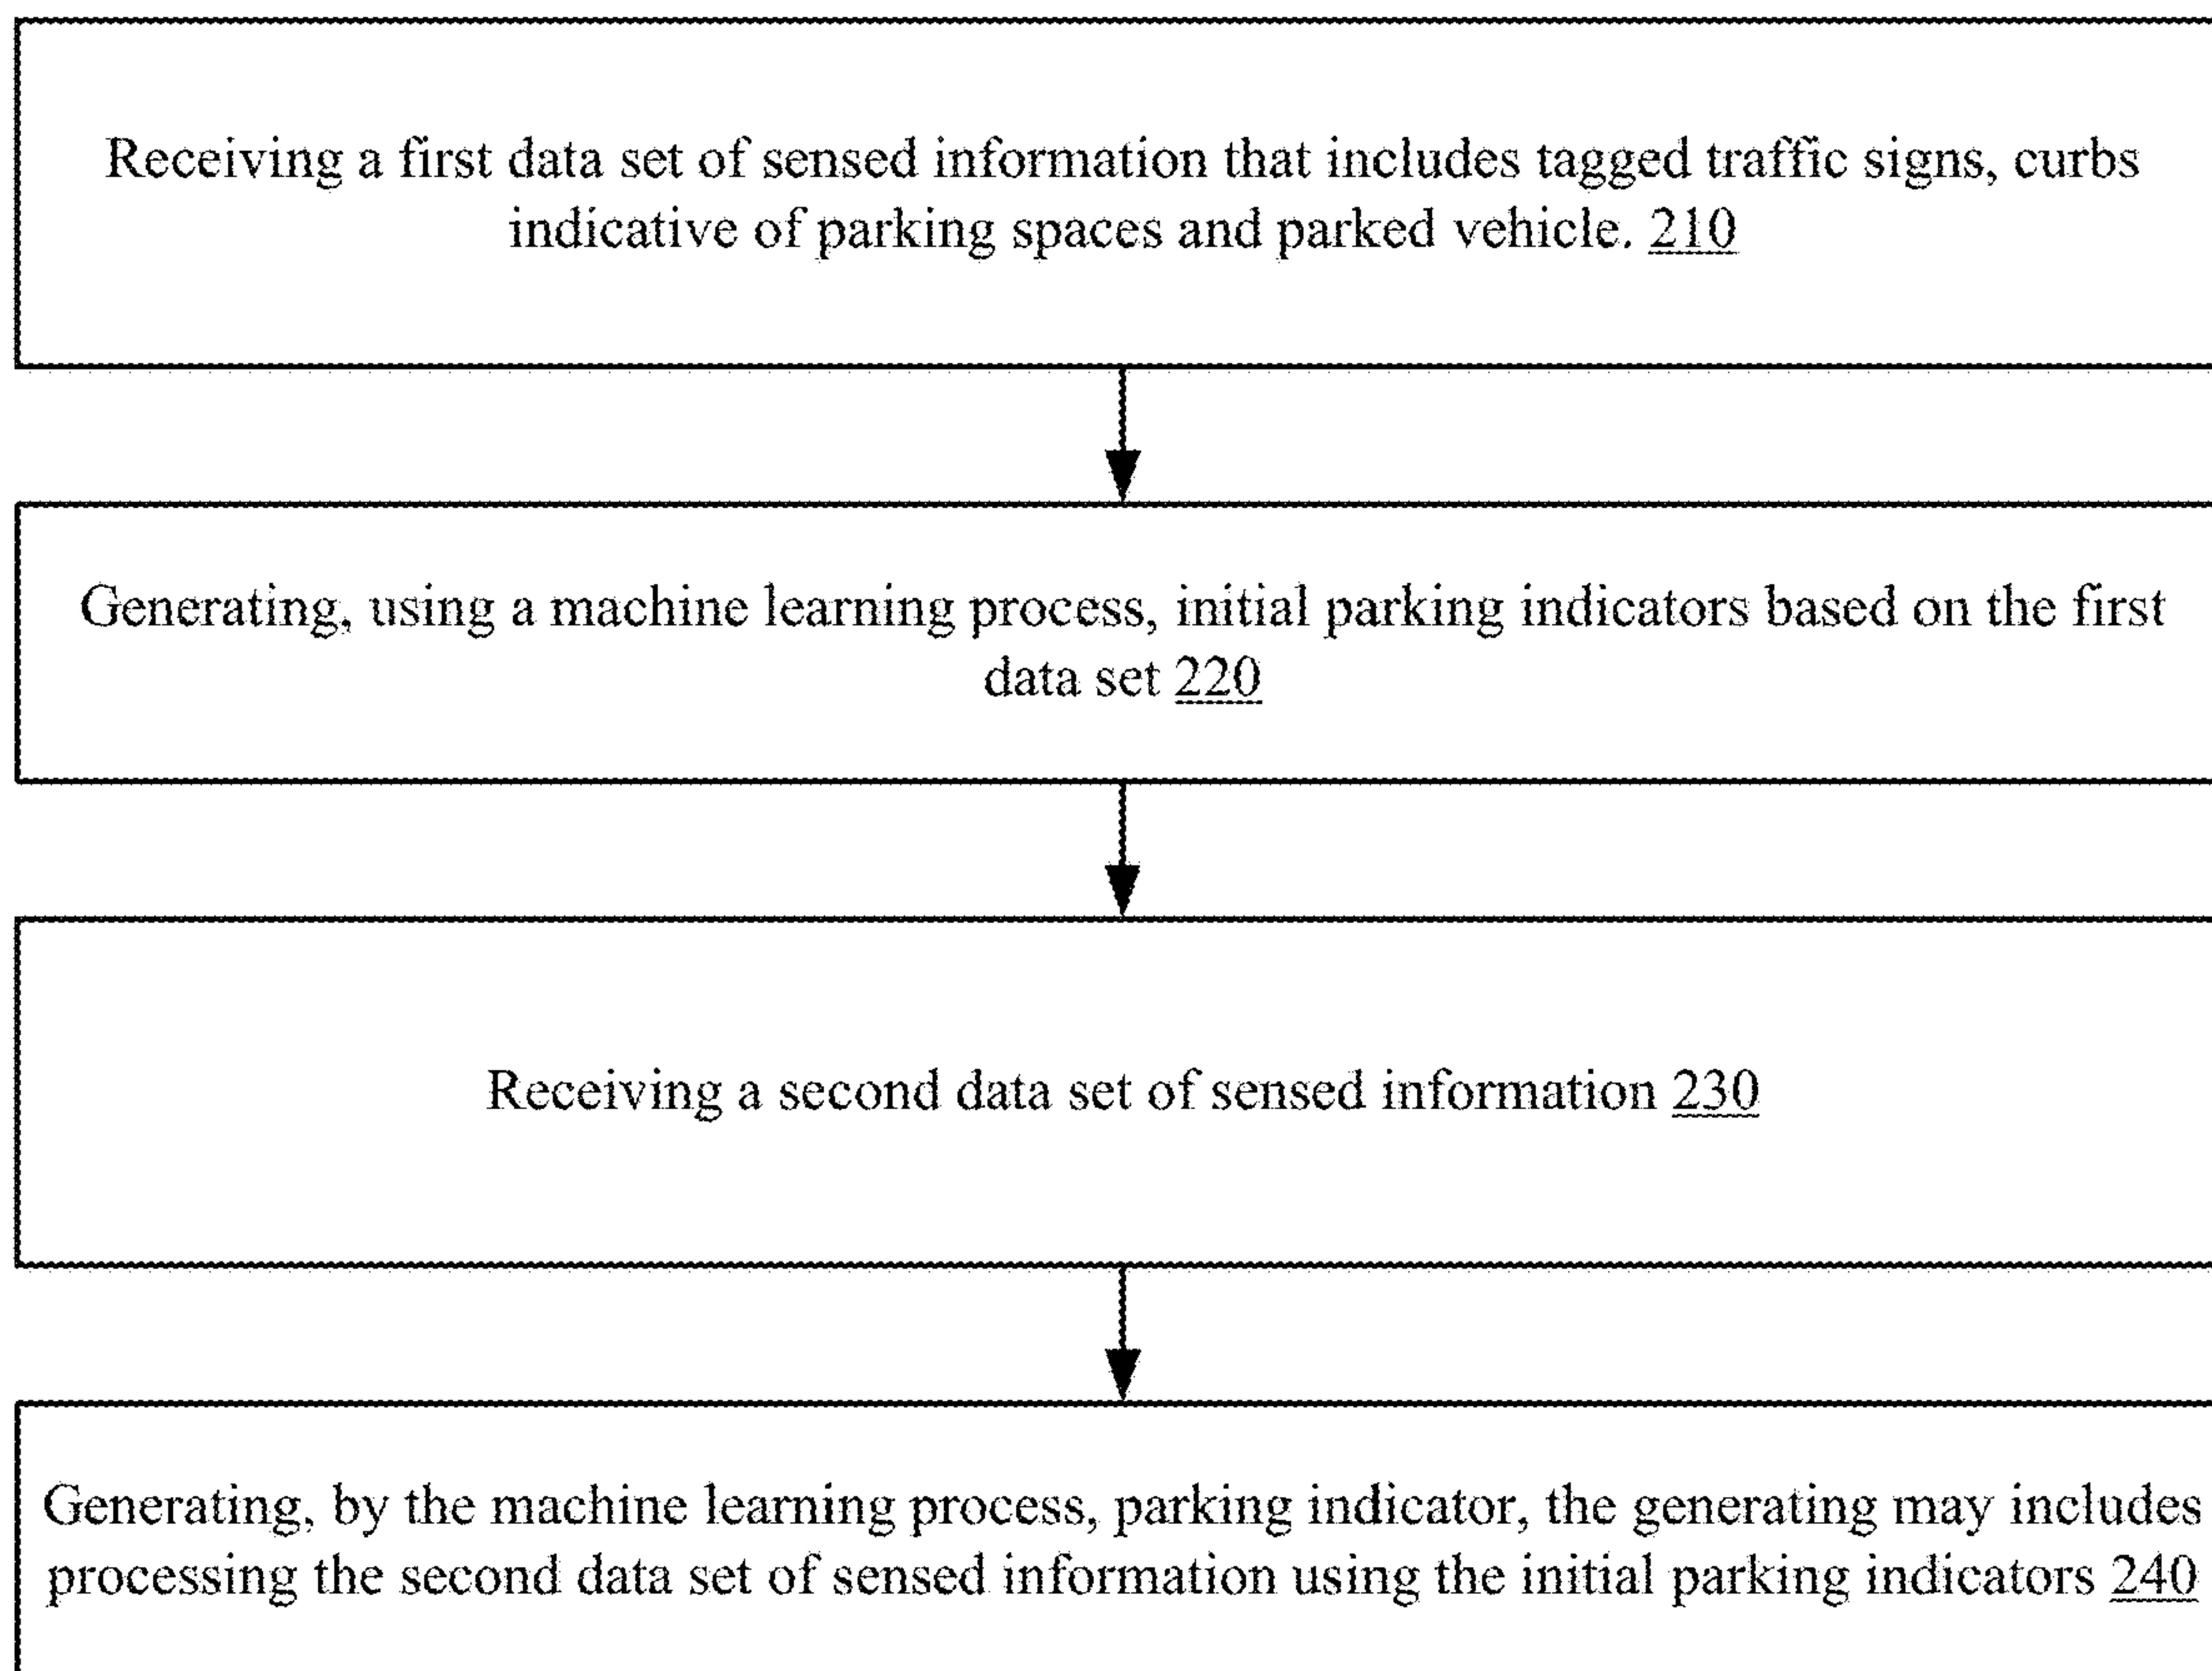 Receiving a first data set of sensed information that includes tagged traffic signs, curbs
indicative of parking spaces and parked vehicle. 210
Generating, using a machine learning process, initial parking indicators based on the first
data set 220
Receiving a second data set of sensed information 230
Generating, by the machine learning process, parking indicator, the generating may includes
processing the second data set of sensed information using the initial parking indicators 240